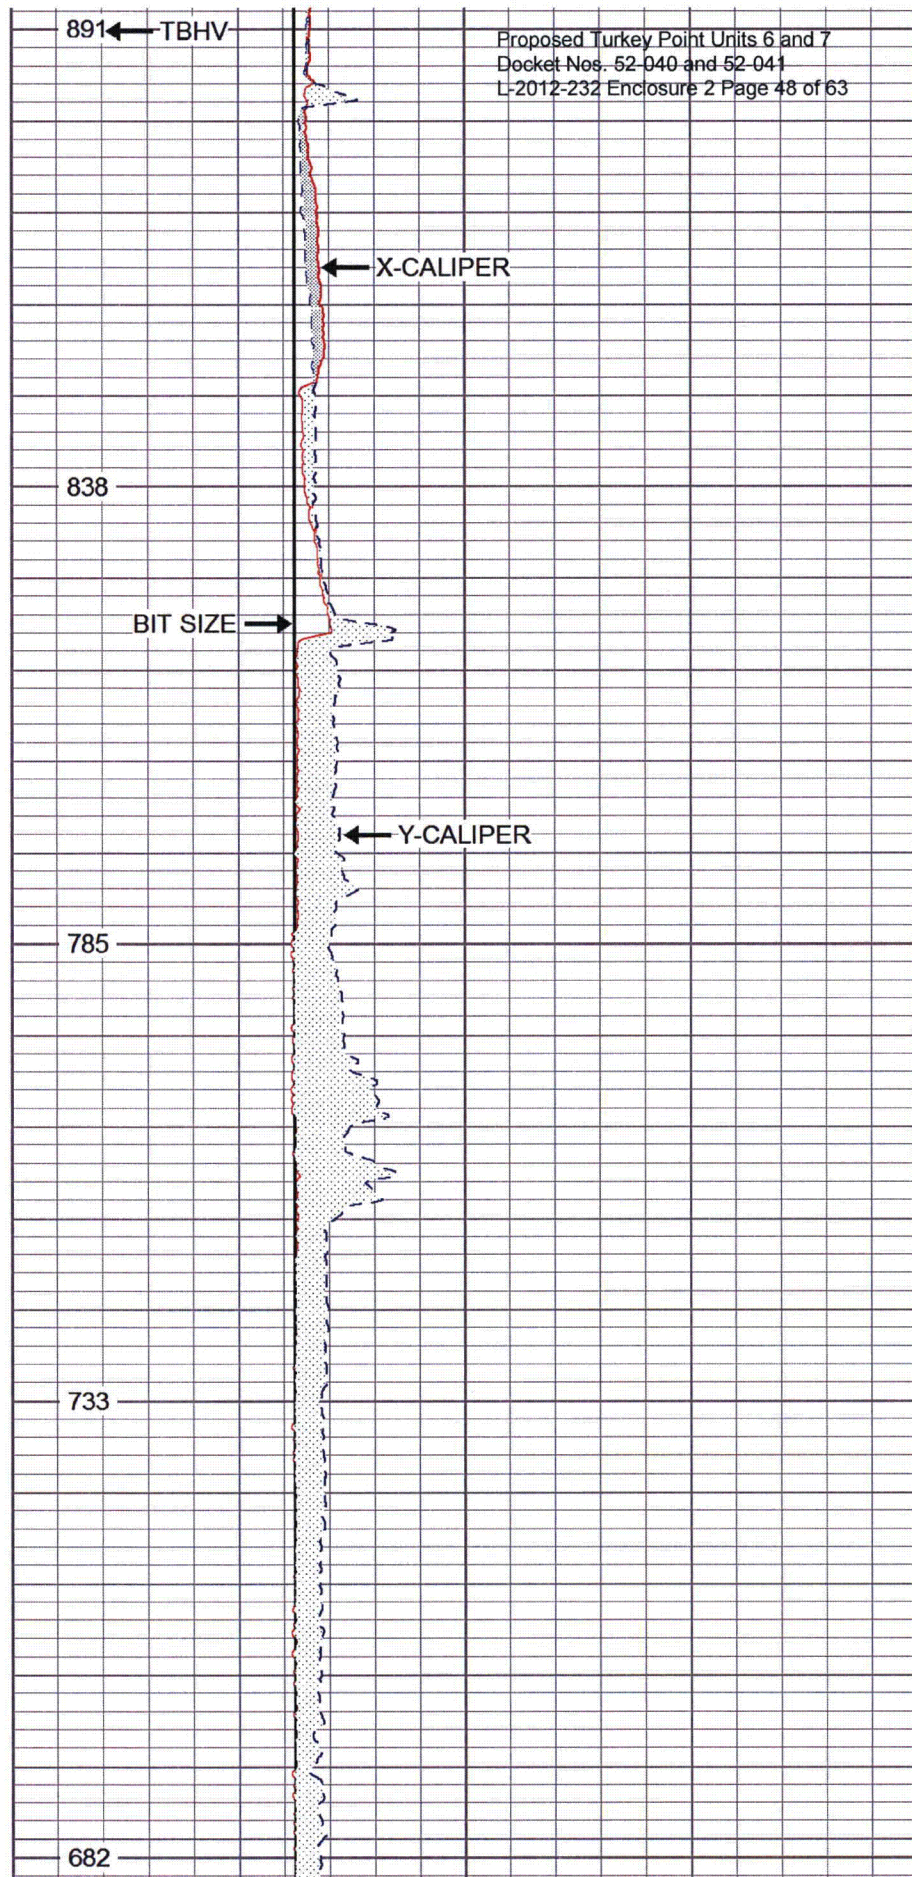 891 TBHV
Proposed Turkey Point Units 6 and 7
Docket Nos. 52-040 and 52-041
L-2012-232 Enclosure 2 Page 48 of 63
X-CALIPER
838
BIT SIZE
Y-CALIPER
785
733
682